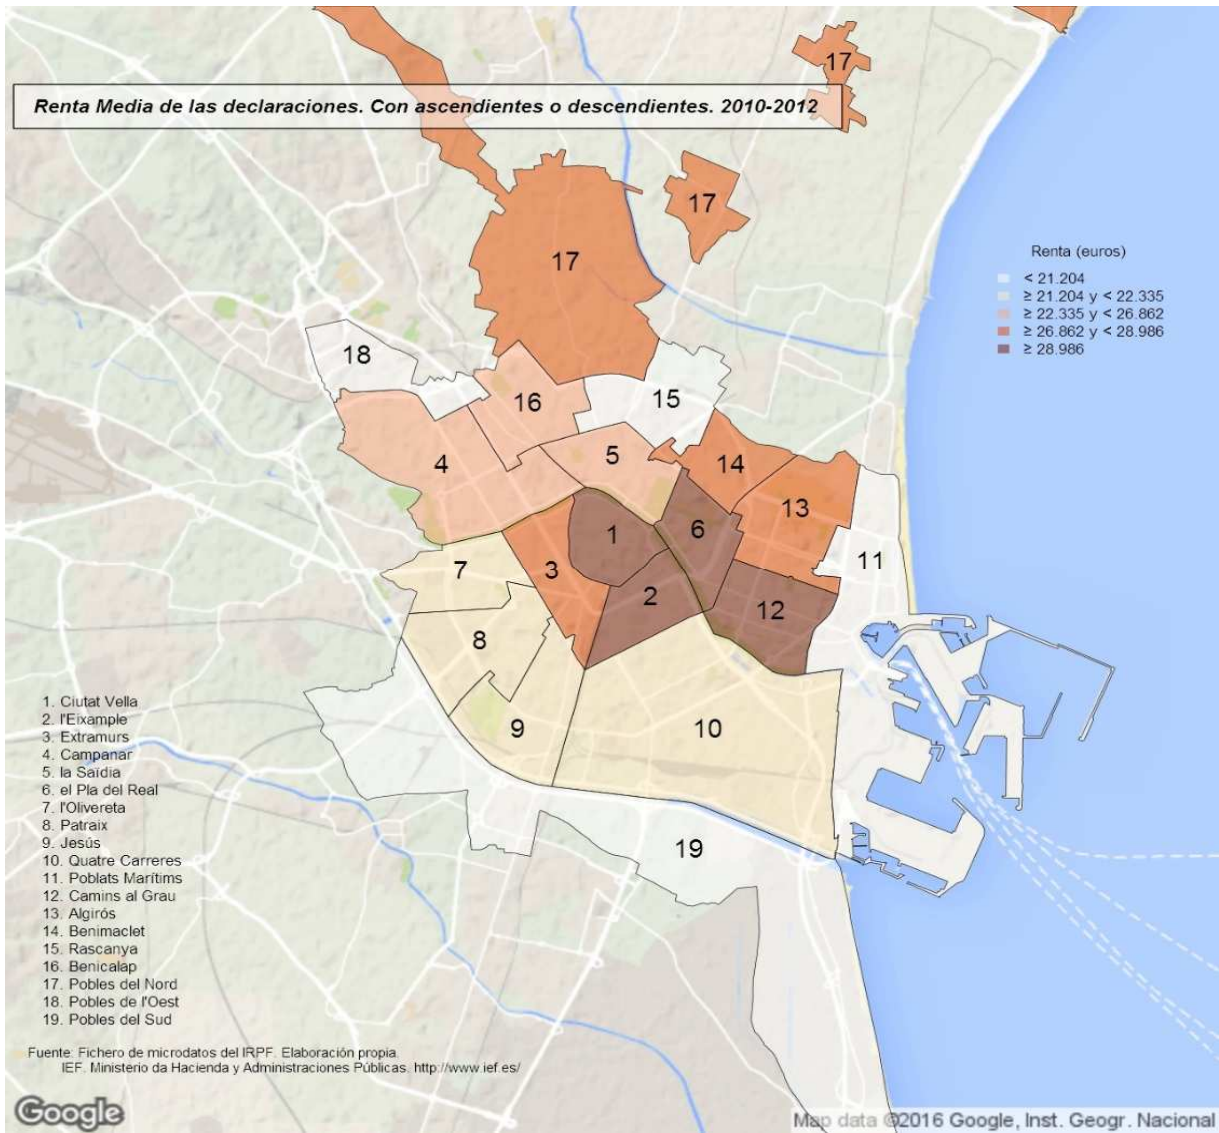 17
Renta Media de las declaraciones. Con ascendientes o descendientes. 2010-2012
17
17
Renta (euros)
< 21.204
≥ 21.204 y < 22.335
≥ 22.335 y < 26.862
≥ 26.862 y < 28.986
≥ 28.986
18
15
16
5
4
14
13
1
6
11
3
7
2
12
8
9
10
19
1. Ciutat Vella
2. l'Eixample
3. Extramurs
4. Campanar
5. la Saïdia
6. el Pla del Real
7. l'Olivereta
8. Patraix
9. Jesús
10. Quatre Carreres
11. Poblats Marítims
12. Camins al Grau
13. Algirós
14. Benimaclet
15. Rascanya
16. Benicalap
17. Pobles del Nord
18. Pobles de l'Oest
19. Pobles del Sud
Fuente: Fichero de microdatos del IRPF. Elaboración propia.
IEF. Ministerio da Hacienda y Administraciones Públicas. http://www.ief.es/
Google
Map data ©2016 Google, Inst. Geogr. Nacional